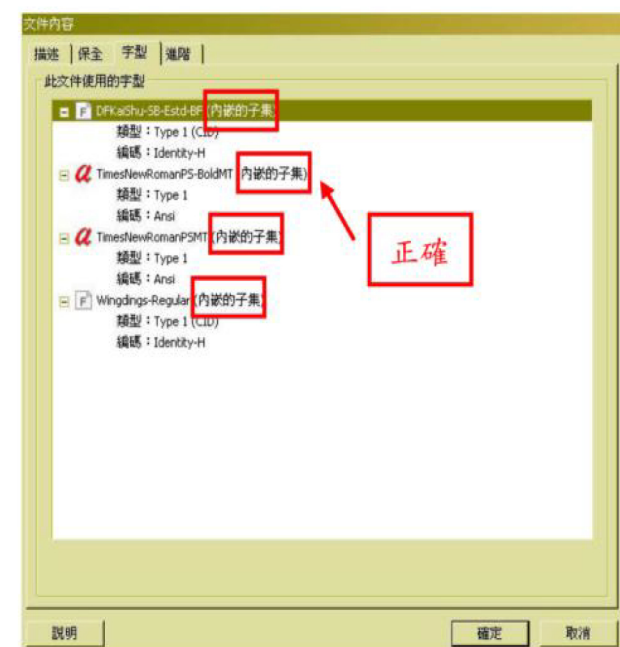 文件內容
描述 保全 字型 進階
此文件使用的字型
DFKaiShu-SB-Estd-BF (內嵌的子集)
類型：Type 1 (CID)
編碼：Identity-H
TimesNewRomanPS-BoldMT (內嵌的子集)
類型：Type 1
編碼：Ansi
TimesNewRomanPSMT (內嵌的子集)
類型：Type 1
編碼：Ansi
Wingdings-Regular (內嵌的子集)
類型：Type 1 (CID)
編碼：Identity-H
正確
說明 確定 取消